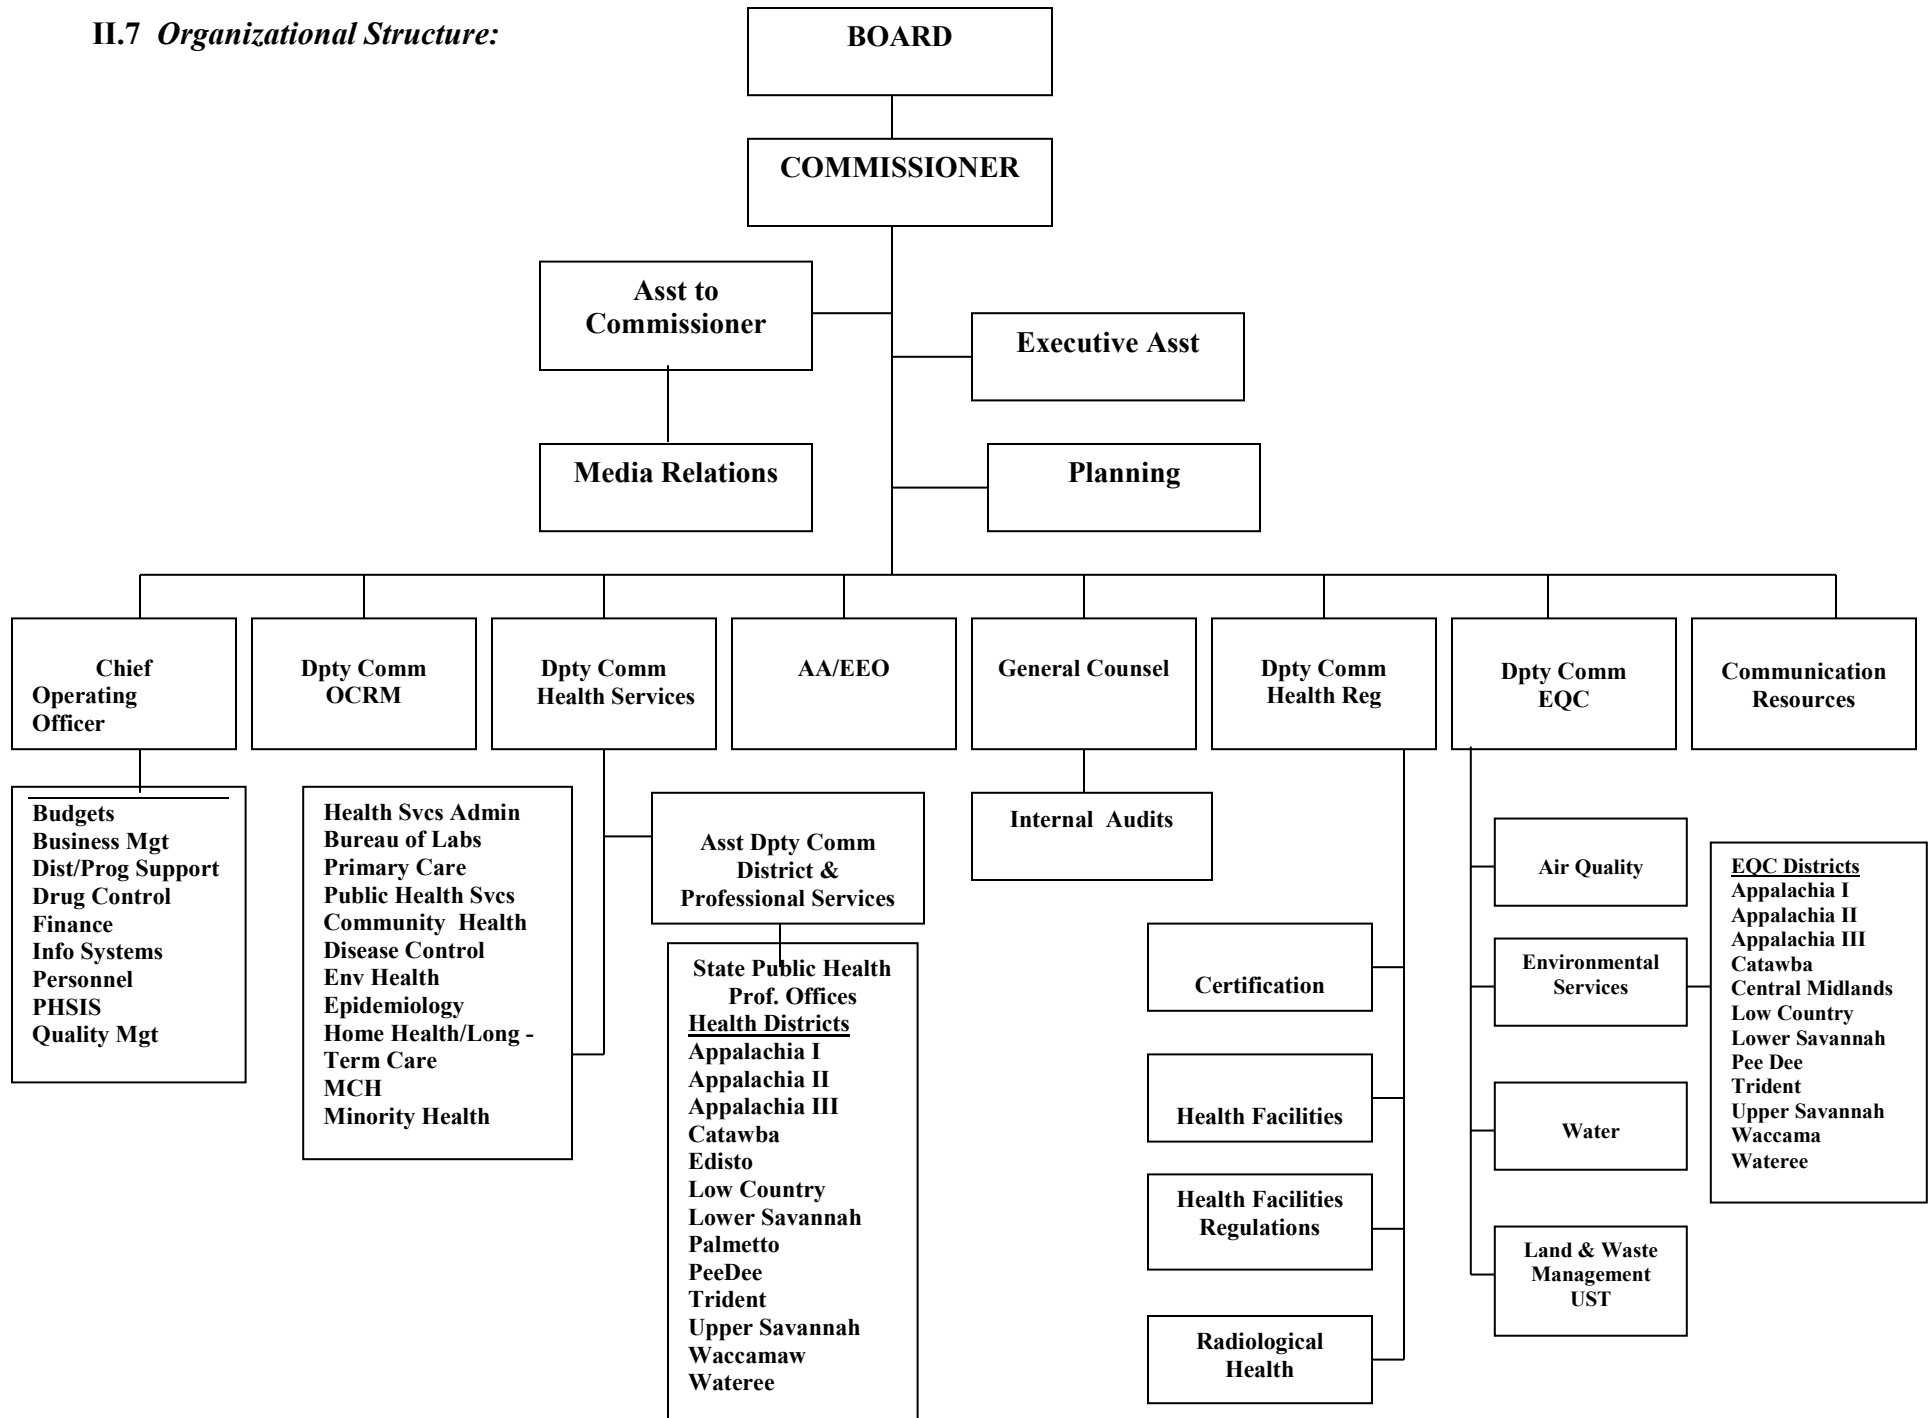 II.7 Organizational Structure:
BOARD
COMMISSIONER
Asst to
Commissioner
Executive Asst
Media Relations
Planning
Chief
Operating
Officer
Dpty Comm
OCRM
Dpty Comm
Health Services
AA/EEO
General Counsel
Dpty Comm
Health Reg
Dpty Comm
EQC
Communication
Resources
Budgets
Business Mgt
Dist/Prog Support
Drug Control
Finance
Info Systems
Personnel
PHSIS
Quality Mgt
Health Svcs Admin
Bureau of Labs
Primary Care
Public Health Svcs
Community Health
Disease Control
Env Health
Epidemiology
Home Health/Long -
Term Care
MCH
Minority Health
Asst Dpty Comm
District &
Professional Services
State Public Health
Prof. Offices
Health Districts
Appalachia I
Appalachia II
Appalachia III
Catawba
Edisto
Low Country
Lower Savannah
Palmetto
PeeDee
Trident
Upper Savannah
Waccamaw
Wateree
Internal Audits
Certification
Health Facilities
Health Facilities
Regulations
Radiological
Health
Air Quality
Environmental
Services
Water
Land & Waste
Management
UST
EQC Districts
Appalachia I
Appalachia II
Appalachia III
Catawba
Central Midlands
Low Country
Lower Savannah
Pee Dee
Trident
Upper Savannah
Waccama
Wateree